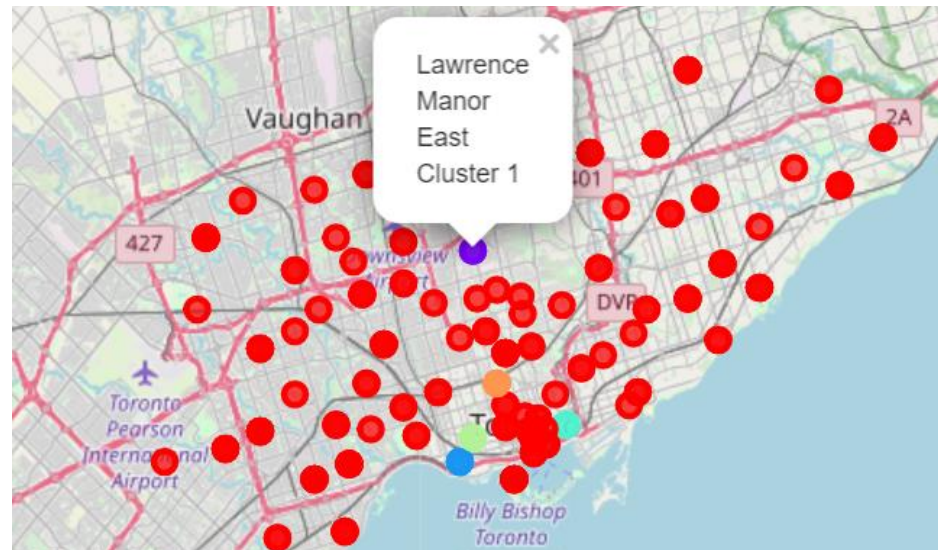 ×
Lawrence
Manor
East
Cluster 1
Vaughan
2A
401
427
Downsview
Airport
DVP
Toronto
Pearson
International
Airport
Billy Bishop
Toronto